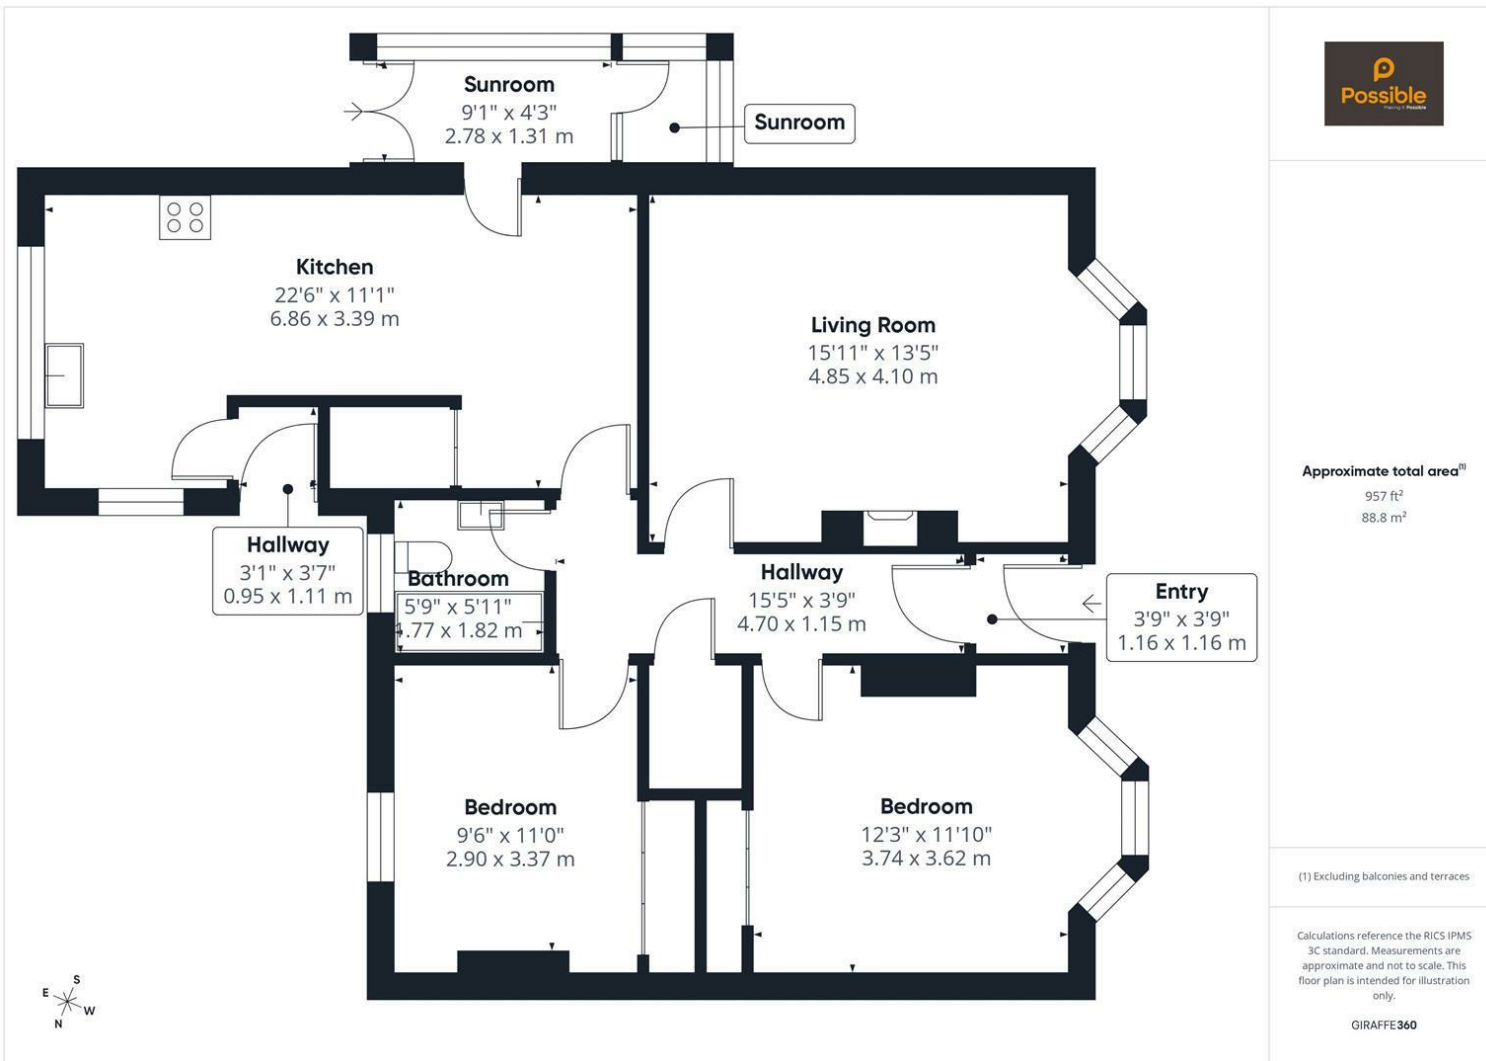 Sunroom
9'1" x 4'3"
2.78 x 1.31 m
Sunroom
Kitchen
22'6" x 11'1"
6.86 x 3.39 m
Living Room
15'11" x 13'5"
4.85 x 4.10 m
Hallway
3'1" x 3'7"
0.95 x 1.11 m
Bathroom
5'9" x 5'11"
1.77 x 1.82 m
Hallway
15'5" x 3'9"
4.70 x 1.15 m
Entry
3'9" x 3'9"
1.16 x 1.16 m
Bedroom
9'6" x 11'0"
2.90 x 3.37 m
Bedroom
12'3" x 11'10"
3.74 x 3.62 m
S
E
W
N
Possible
Approximate total area(1)
957 ft²
88.8 m²
(1) Excluding balconies and terraces
Calculations reference the RICS IPMS
3C standard. Measurements are
approximate and not to scale. This
floor plan is intended for illustration
only.
GIRAFFE360